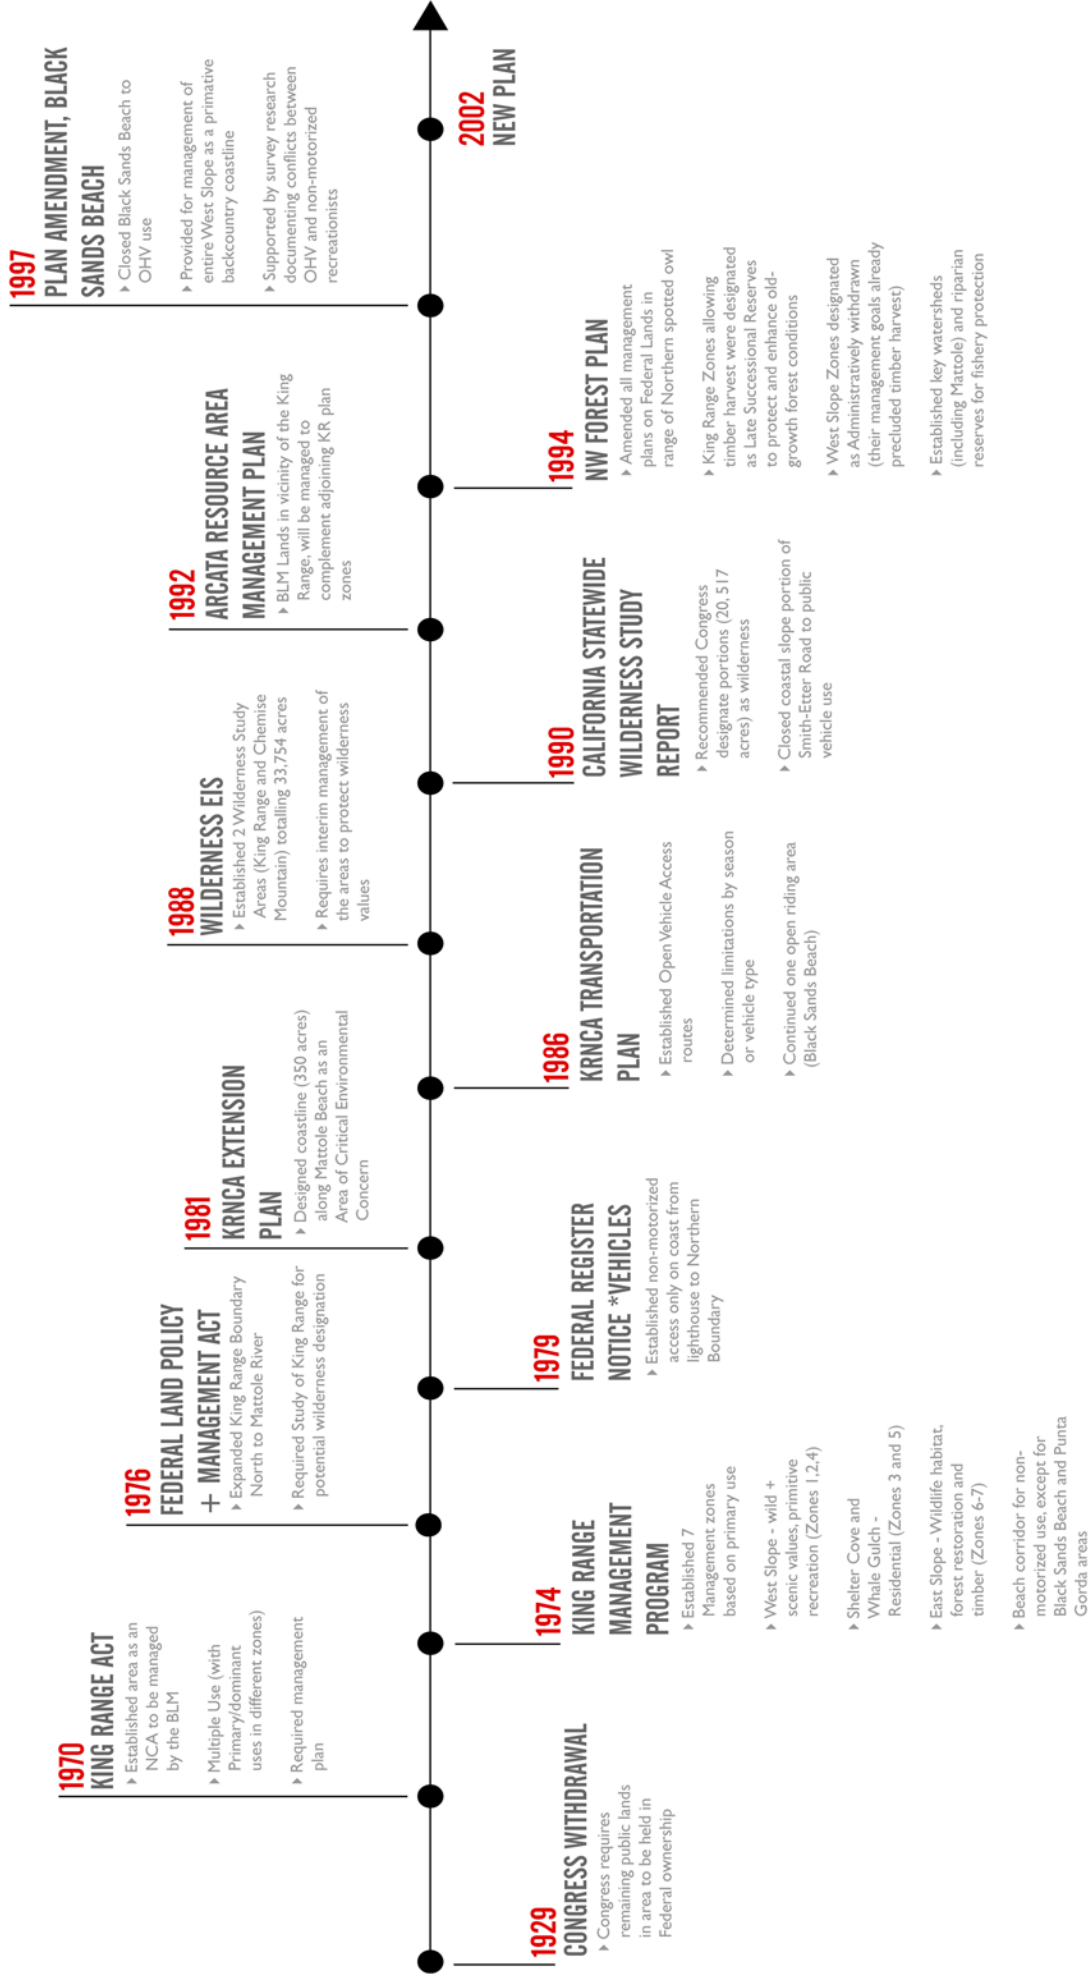 1929
CONGRESS WITHDRAWAL
‣ Congress requires
remaining public lands
in area to be held in
Federal ownership
1970
KING RANGE ACT
‣ Established area as an
NCA to be managed
by the BLM
‣ Multiple Use (with
Primary/dominant
uses in different zones)
‣ Required management
plan
1974
KING RANGE
MANAGEMENT
PROGRAM
‣ Established 7
Management zones
based on primary use
‣ West Slope - wild +
scenic values, primitive
recreation (Zones 1,2,4)
‣ Shelter Cove and
Whale Gulch -
Residential (Zones 3 and 5)
‣ East Slope - Wildlife habitat,
forest restoration and
timber (Zones 6-7)
‣ Beach corridor for non-
motorized use, except for
Black Sands Beach and Punta
Gorda areas
1976
FEDERAL LAND POLICY
+ MANAGEMENT ACT
‣ Expanded King Range Boundary
North to Mattole River
‣ Required Study of King Range for
potential wilderness designation
1979
FEDERAL REGISTER
NOTICE *VEHICLES
‣ Established non-motorized
access only on coast from
lighthouse to Northern
Boundary
1981
KRNCA EXTENSION
PLAN
‣ Designed coastline (350 acres)
along Mattole Beach as an
Area of Critical Environmental
Concern
1986
KRNCA TRANSPORTATION
PLAN
‣ Established Open Vehicle Access
routes
‣ Determined limitations by season
or vehicle type
‣ Continued one open riding area
(Black Sands Beach)
1988
WILDERNESS EIS
‣ Established 2 Wilderness Study
Areas (King Range and Chemise
Mountain) totalling 33,754 acres
‣ Requires interim management of
the areas to protect wilderness
values
1990
CALIFORNIA STATEWIDE
WILDERNESS STUDY
REPORT
‣ Recommended Congress
designate portions (20, 517
acres) as wilderness
‣ Closed coastal slope portion of
Smith-Etter Road to public
vehicle use
1992
ARCATA RESOURCE AREA
MANAGEMENT PLAN
‣ BLM Lands in vicinity of the King
Range, will be managed to
complement adjoining KR plan
zones
1994
NW FOREST PLAN
‣ Amended all management
plans on Federal Lands in
range of Northern spotted owl
‣ King Range Zones allowing
timber harvest were designated
as Late Successional Reserves
to protect and enhance old-
growth forest conditions
‣ West Slope Zones designated
as Administratively withdrawn
(their management goals already
precluded timber harvest)
‣ Established key watersheds
(including Mattole) and riparian
reserves for fishery protection
1997
PLAN AMENDMENT, BLACK
SANDS BEACH
‣ Closed Black Sands Beach to
OHV use
‣ Provided for management of
entire West Slope as a primative
backcountry coastline
‣ Supported by survey research
documenting conflicts between
OHV and non-motorized
recreationists
2002
NEW PLAN